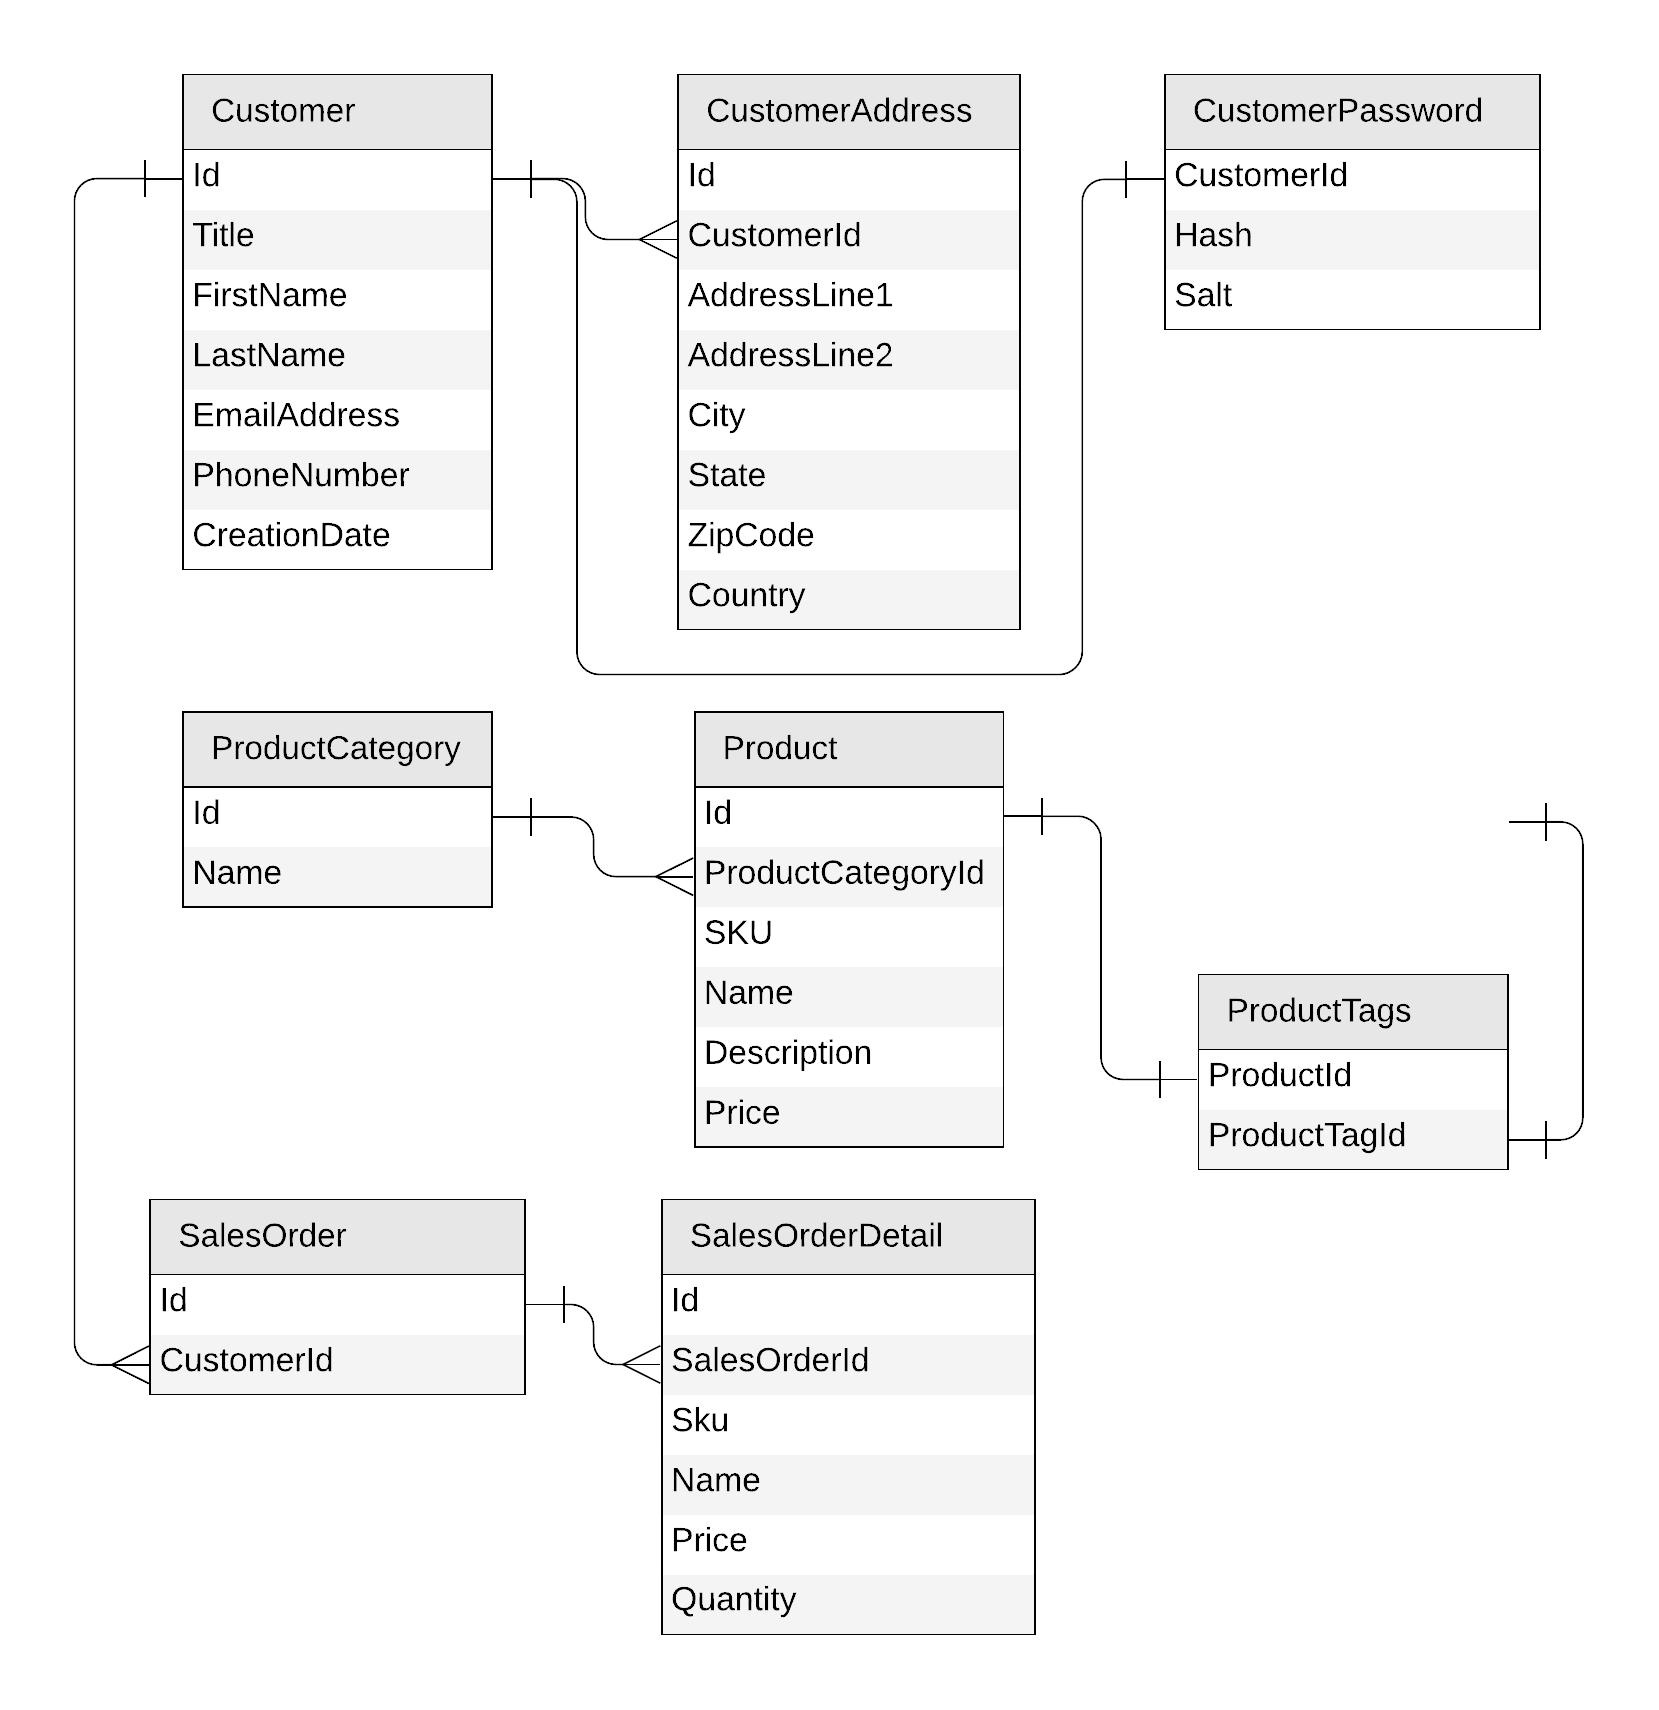 Customer
Id
Title
FirstName
LastName
EmailAddress
PhoneNumber
CreationDate
CustomerAddress
Id
CustomerId
AddressLine1
AddressLine2
City
State
ZipCode
Country
CustomerPassword
CustomerId
Hash
Salt
ProductCategory
Id
Name
Product
Id
ProductCategoryId
SKU
Name
Description
Price
ProductTags
ProductId
ProductTagId
SalesOrder
Id
CustomerId
SalesOrderDetail
Id
SalesOrderId
Sku
Name
Price
Quantity